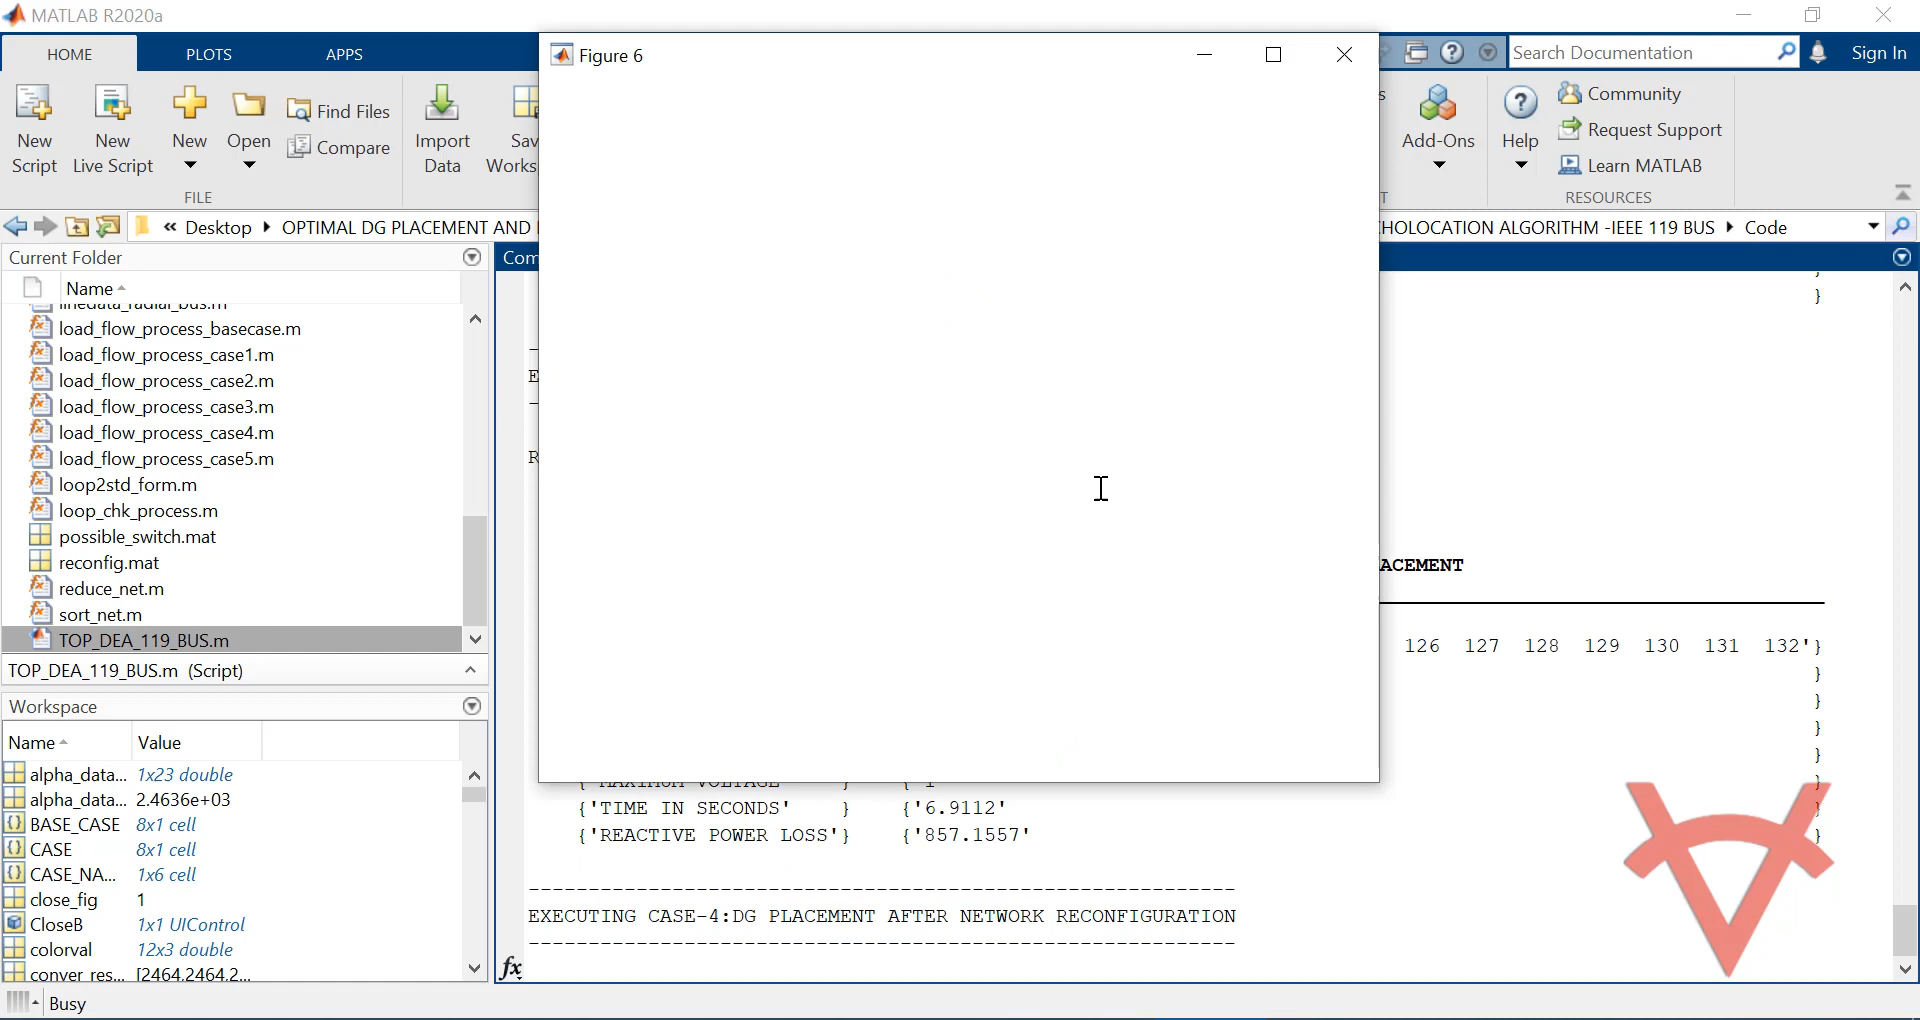 MATLAB R2020a
HOME PLOTS APPS
Figure 6
Search Documentation
Sign In
New Script
New Live Script
New
Open
Find Files
Compare
Import Data
FILE
Add-Ons
Help
Community
Request Support
Learn MATLAB
RESOURCES
« Desktop ▸ OPTIMAL DG PLACEMENT AND
HOLOCATION ALGORITHM -IEEE 119 BUS ▸ Code
Current Folder
Name
load_flow_process_basecase.m
load_flow_process_case1.m
load_flow_process_case2.m
load_flow_process_case3.m
load_flow_process_case4.m
load_flow_process_case5.m
loop2std_form.m
loop_chk_process.m
possible_switch.mat
reconfig.mat
reduce_net.m
sort_net.m
TOP_DEA_119_BUS.m
TOP_DEA_119_BUS.m (Script)
Workspace
Name Value
alpha_data... 1x23 double
alpha_data... 2.4636e+03
BASE_CASE 8x1 cell
CASE 8x1 cell
CASE_NA... 1x6 cell
close_fig 1
CloseB 1x1 UIControl
colorval 12x3 double
conver_res... [2464,2464,2...
Busy
Com
}
E
R
ACEMENT
126 127 128 129 130 131 132'}
}
}
}
}
}
{'TIME IN SECONDS' } {'6.9112' }
{'REACTIVE POWER LOSS'} {'857.1557' }
------------------------------------------------------------
EXECUTING CASE-4:DG PLACEMENT AFTER NETWORK RECONFIGURATION
------------------------------------------------------------
fx